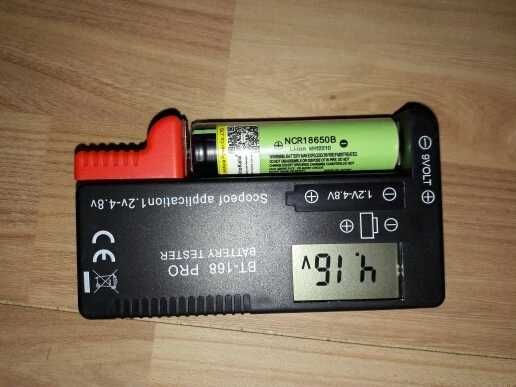 NCR18650B
Li-ion MH12210
9VOLT
1.2V-4.8V
Scopeof application1.2v-4.8v
4.16v
BT-168 PRO
BATTERY TESTER
CE